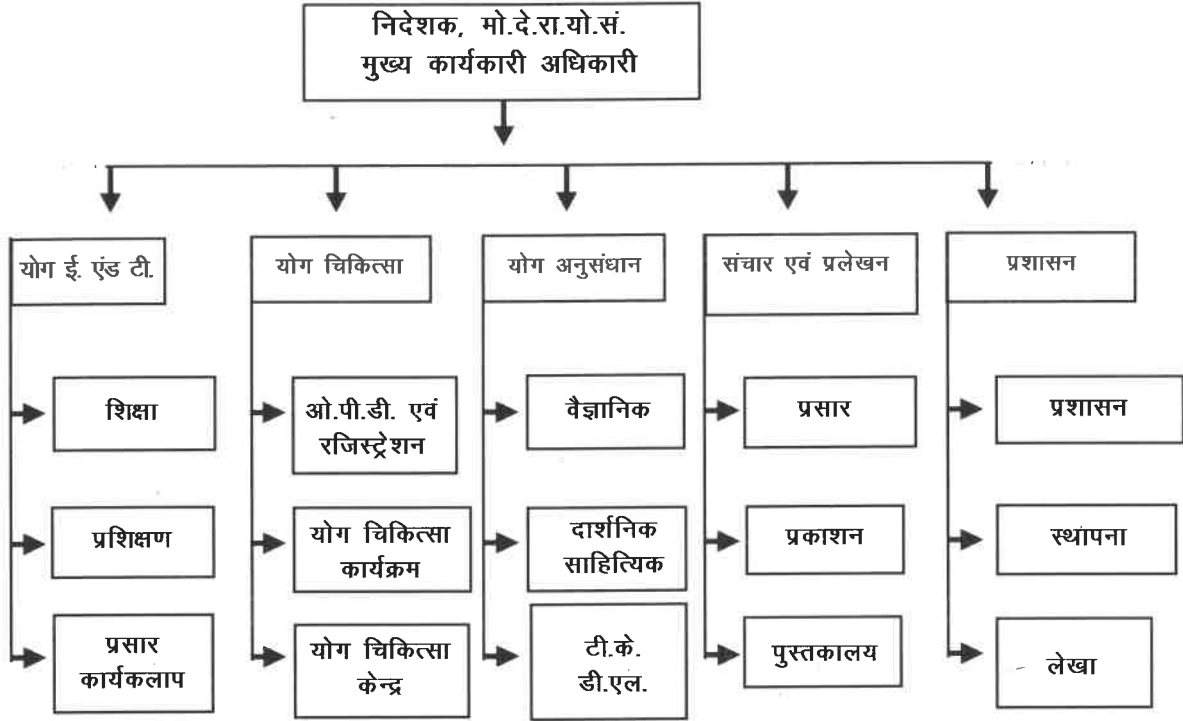 निदेशक, मो.दे.रा.यो.सं.
मुख्य कार्यकारी अधिकारी
योग ई. एंड टी.
योग चिकित्सा
योग अनुसंधान
संचार एवं प्रलेखन
प्रशासन
शिक्षा
ओ.पी.डी. एवं
रजिस्ट्रेशन
वैज्ञानिक
प्रसार
प्रशासन
प्रशिक्षण
योग चिकित्सा
कार्यक्रम
दार्शनिक
साहित्यिक
प्रकाशन
स्थापना
प्रसार
कार्यकलाप
योग चिकित्सा
केन्द्र
टी.के.
डी.एल.
पुस्तकालय
लेखा